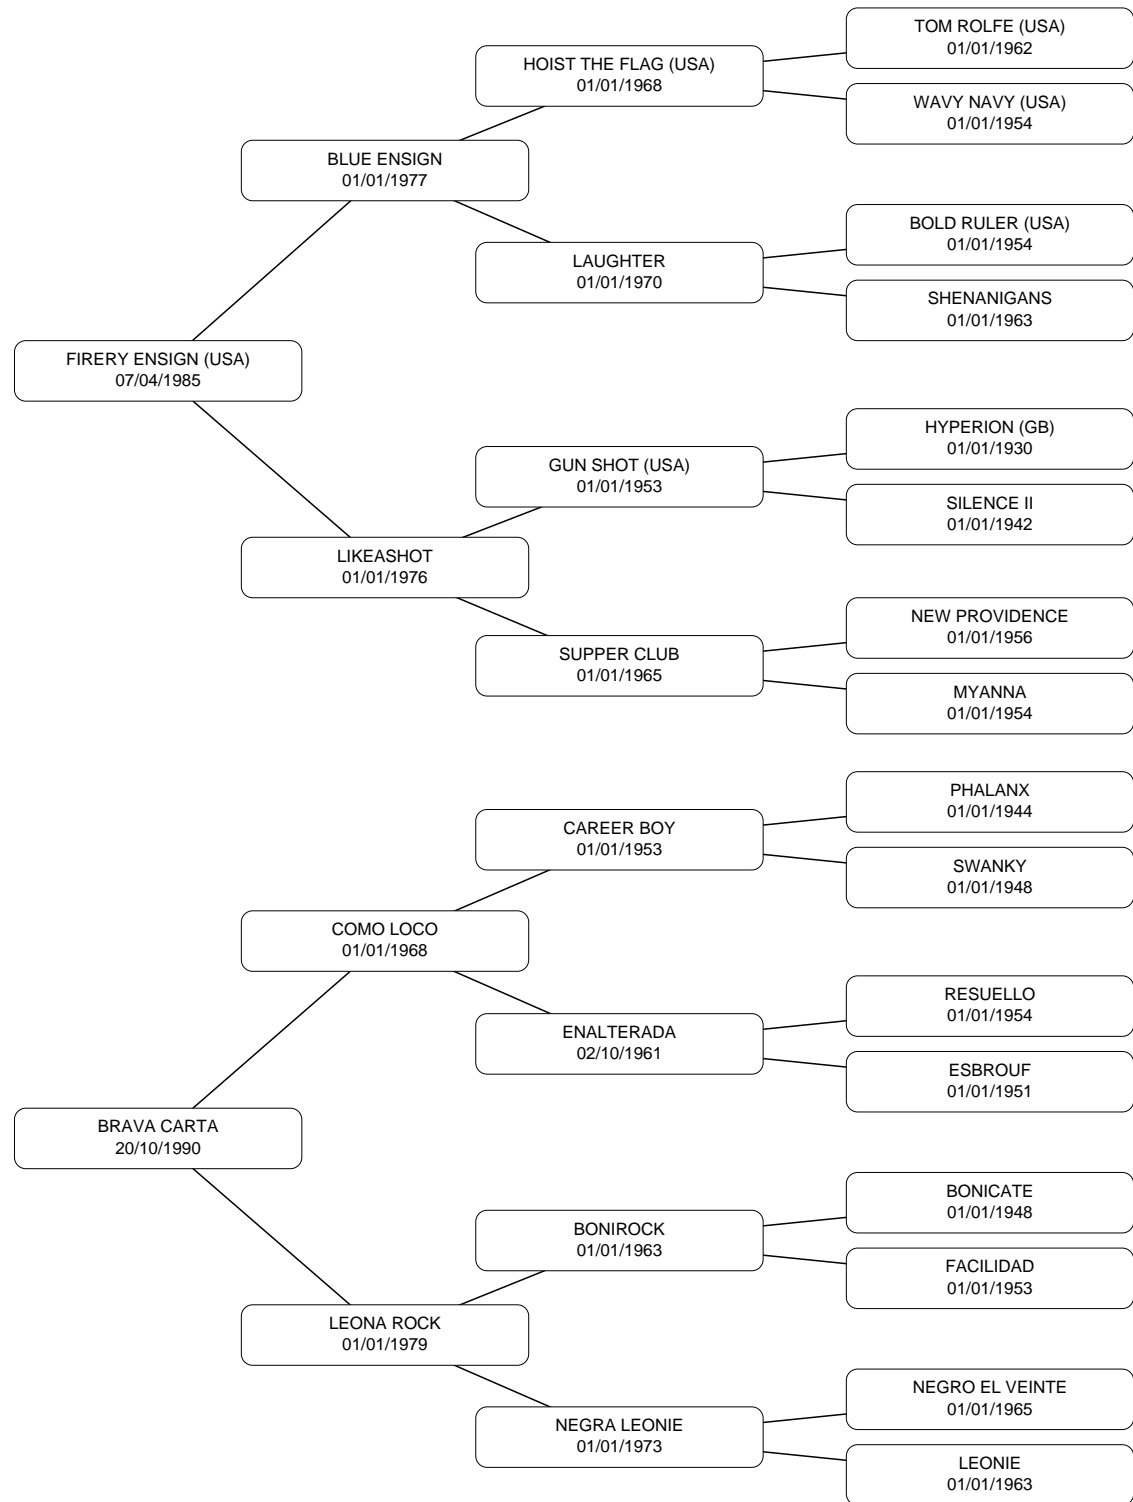 TOM ROLFE (USA)
01/01/1962
HOIST THE FLAG (USA)
01/01/1968
WAVY NAVY (USA)
01/01/1954
BLUE ENSIGN
01/01/1977
BOLD RULER (USA)
01/01/1954
LAUGHTER
01/01/1970
SHENANIGANS
01/01/1963
FIRERY ENSIGN (USA)
07/04/1985
HYPERION (GB)
01/01/1930
GUN SHOT (USA)
01/01/1953
SILENCE II
01/01/1942
LIKEASHOT
01/01/1976
NEW PROVIDENCE
01/01/1956
SUPPER CLUB
01/01/1965
MYANNA
01/01/1954
PHALANX
01/01/1944
CAREER BOY
01/01/1953
SWANKY
01/01/1948
COMO LOCO
01/01/1968
RESUELLO
01/01/1954
ENALTERADA
02/10/1961
ESBROUF
01/01/1951
BRAVA CARTA
20/10/1990
BONICATE
01/01/1948
BONIROCK
01/01/1963
FACILIDAD
01/01/1953
LEONA ROCK
01/01/1979
NEGRO EL VEINTE
01/01/1965
NEGRA LEONIE
01/01/1973
LEONIE
01/01/1963